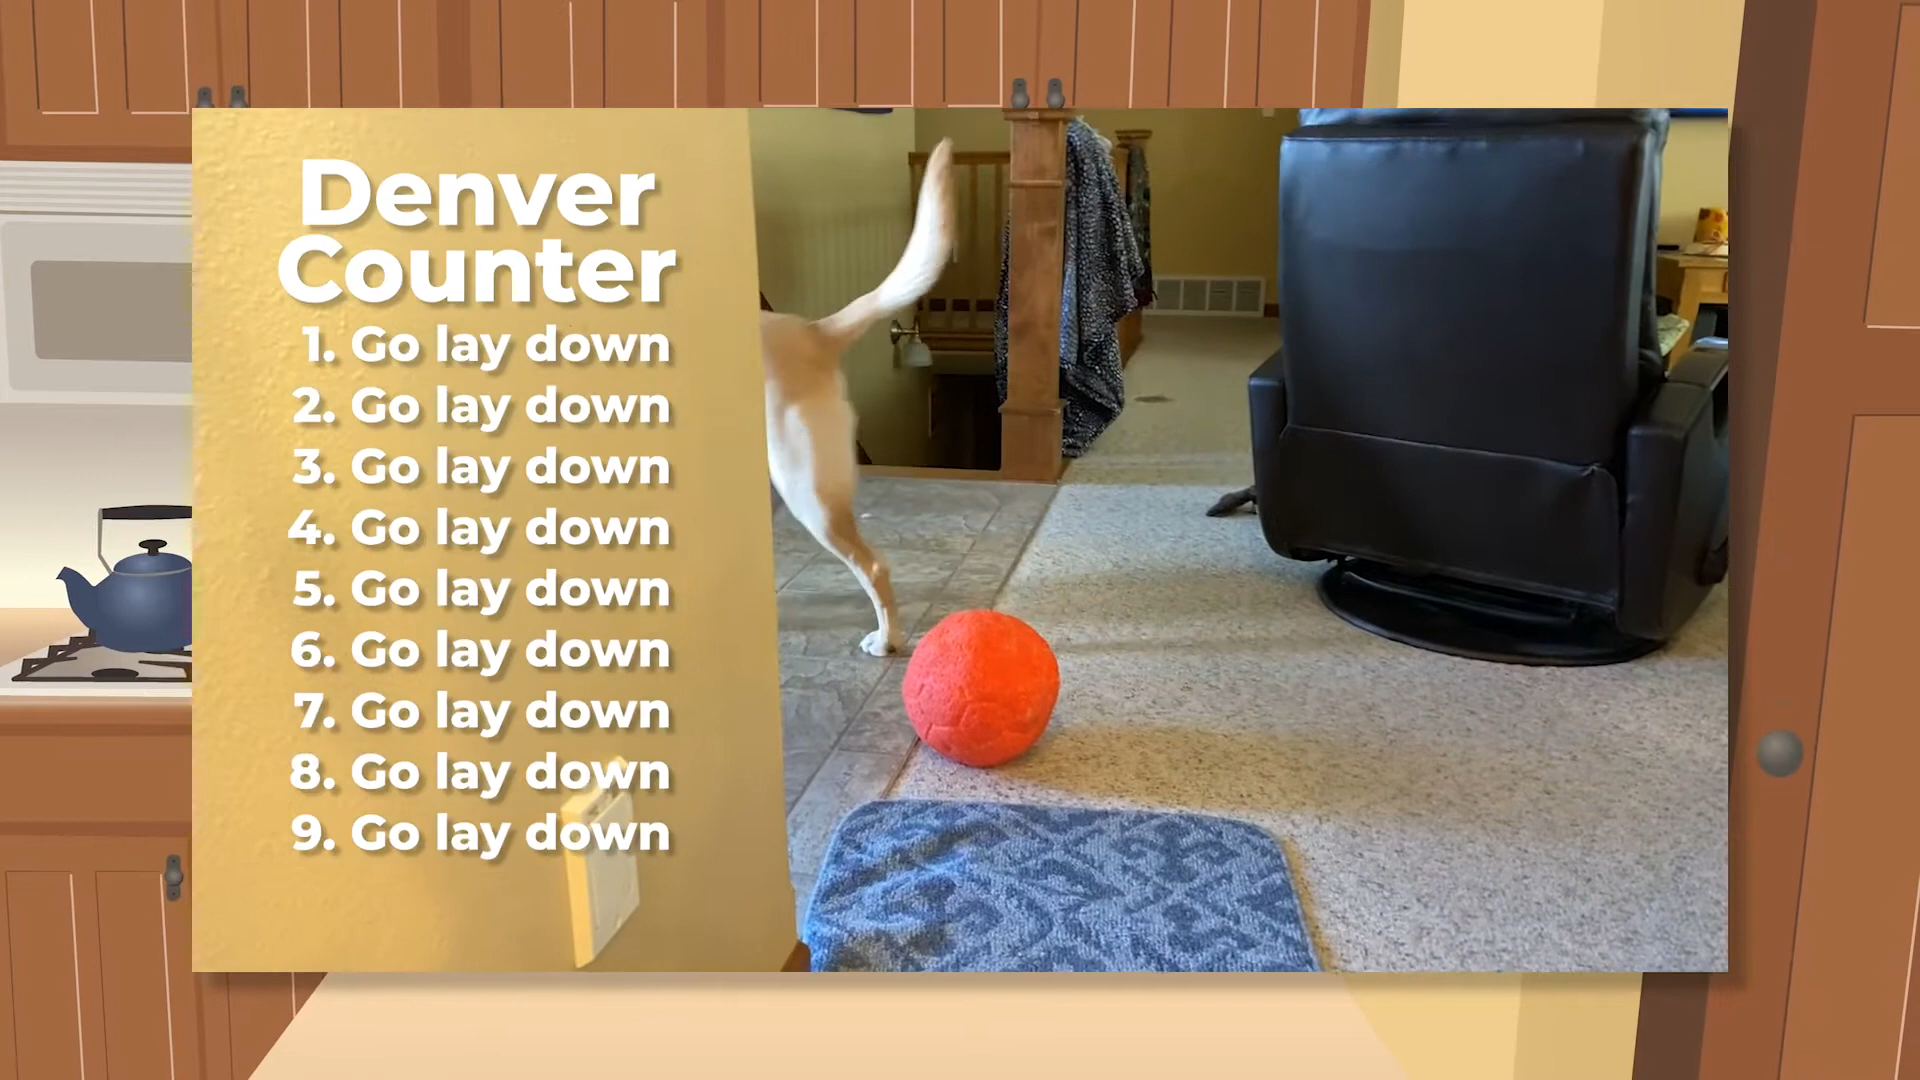 Denver
Counter
1. Go lay down
2. Go lay down
3. Go lay down
4. Go lay down
5. Go lay down
6. Go lay down
7. Go lay down
8. Go lay down
9. Go lay down